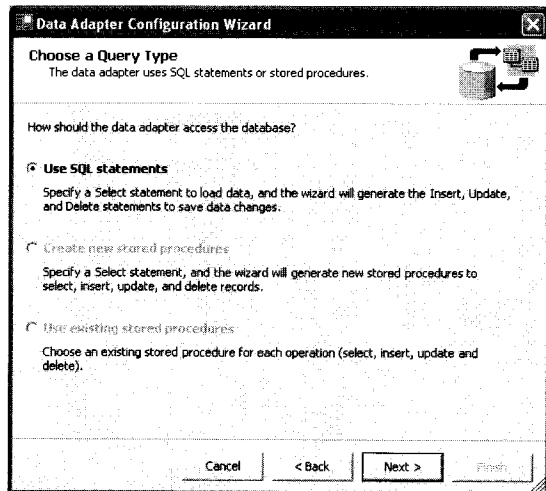 Data Adapter Configuration Wizard
Choose a Query Type
The data adapter uses SQL statements or stored procedures.
How should the data adapter access the database?
Use SQL statements
Specify a Select statement to load data, and the wizard will generate the Insert, Update,
and Delete statements to save data changes.
Create new stored procedures
Specify a Select statement, and the wizard will generate new stored procedures to
select, insert, update, and delete records.
Use existing stored procedures
Choose an existing stored procedure for each operation (select, insert, update and
delete).
Cancel
< Back
Next >
Finish